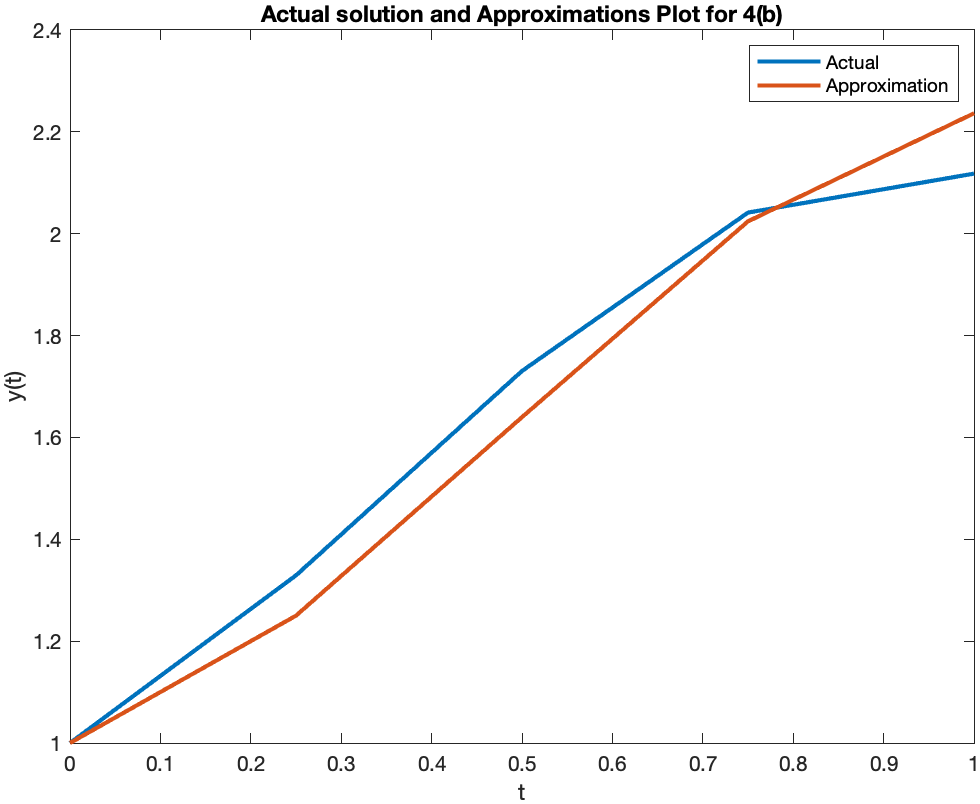 Actual solution and Approximations Plot for 4(b)
Actual
Approximation
2.4
2.2
2
1.8
1.6
1.4
1.2
1
y(t)
0 0.1 0.2 0.3 0.4 0.5 0.6 0.7 0.8 0.9 1
t